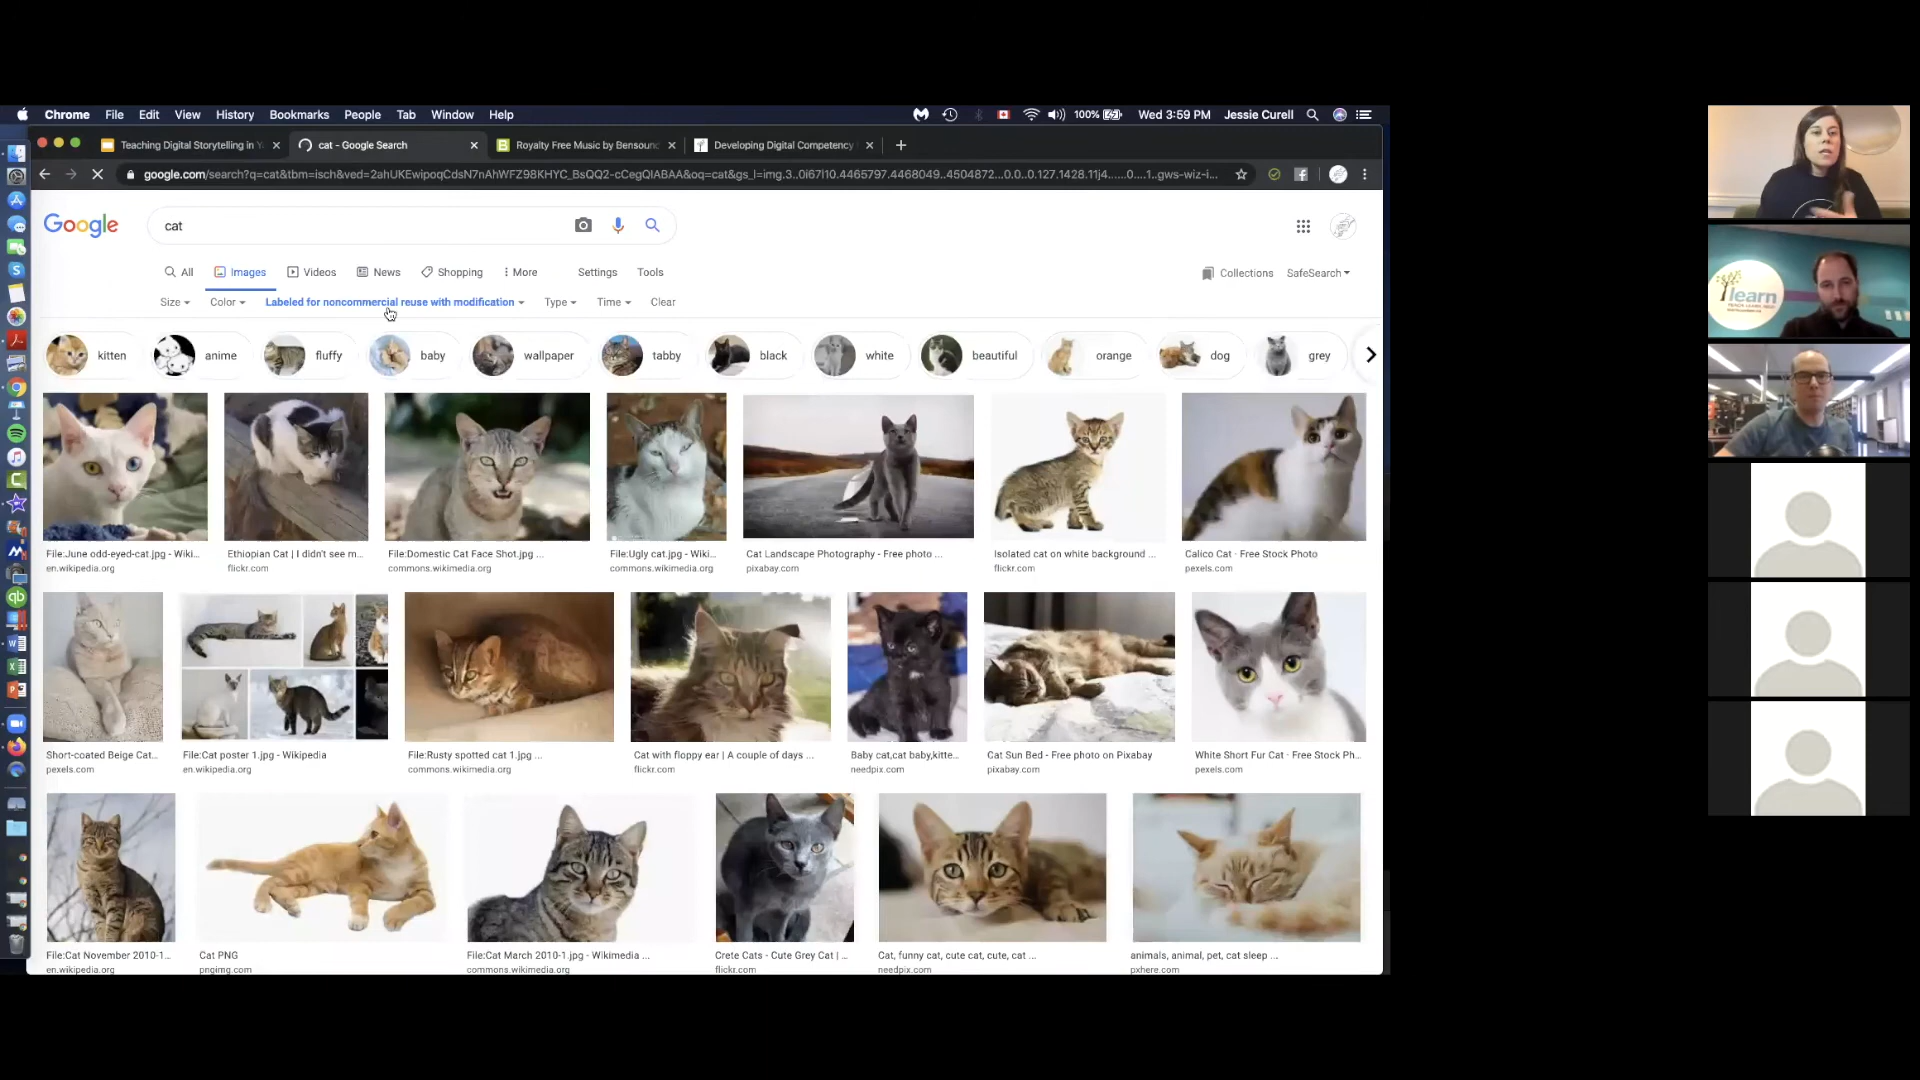 Chrome File Edit View History Bookmarks People Tab Window Help 100% Wed 3:59 PM Jessie Curell
Teaching Digital Storytelling in
cat - Google Search
Royalty Free Music by Bensoun
Developing Digital Competency
google.com/search?q=cat&tbm=isch&ved=2ahUKEwipoqCdsN7nAhWFZ98KHYC_BsQQ2-cCegQIABAA&oq=cat&gs_l=img.3..0i67l10.4465797.4468049..4504872...0.0..0.127.1428.11j4......0....1..gws-wiz-i...
Google
cat
All Images Videos News Shopping More Settings Tools Collections SafeSearch
Size Color Labeled for noncommercial reuse with modification Type Time Clear
kitten anime fluffy baby wallpaper tabby black white beautiful orange dog grey
File:June odd-eyed-cat.jpg - Wiki...
en.wikipedia.org
Ethiopian Cat | I didn't see m...
flickr.com
File:Domestic Cat Face Shot.jpg ...
commons.wikimedia.org
File:Ugly cat.jpg - Wiki...
commons.wikimedia.org
Cat Landscape Photography - Free photo ...
pixabay.com
Isolated cat on white background ...
flickr.com
Calico Cat · Free Stock Photo
pexels.com
Short-coated Beige Cat...
pexels.com
File:Cat poster 1.jpg - Wikipedia
en.wikipedia.org
File:Rusty spotted cat 1.jpg ...
commons.wikimedia.org
Cat with floppy ear | A couple of days ...
flickr.com
Baby cat,cat baby,kitte...
needpix.com
Cat Sun Bed - Free photo on Pixabay
pixabay.com
White Short Fur Cat · Free Stock Ph...
pexels.com
File:Cat November 2010-1...
en.wikipedia.org
Cat PNG
pngimg.com
File:Cat March 2010-1.jpg - Wikimedia ...
commons.wikimedia.org
Crete Cats - Cute Grey Cat | ...
flickr.com
Cat, funny cat, cute cat, cute, cat ...
needpix.com
animals, animal, pet, cat sleep ...
pxhere.com
learn